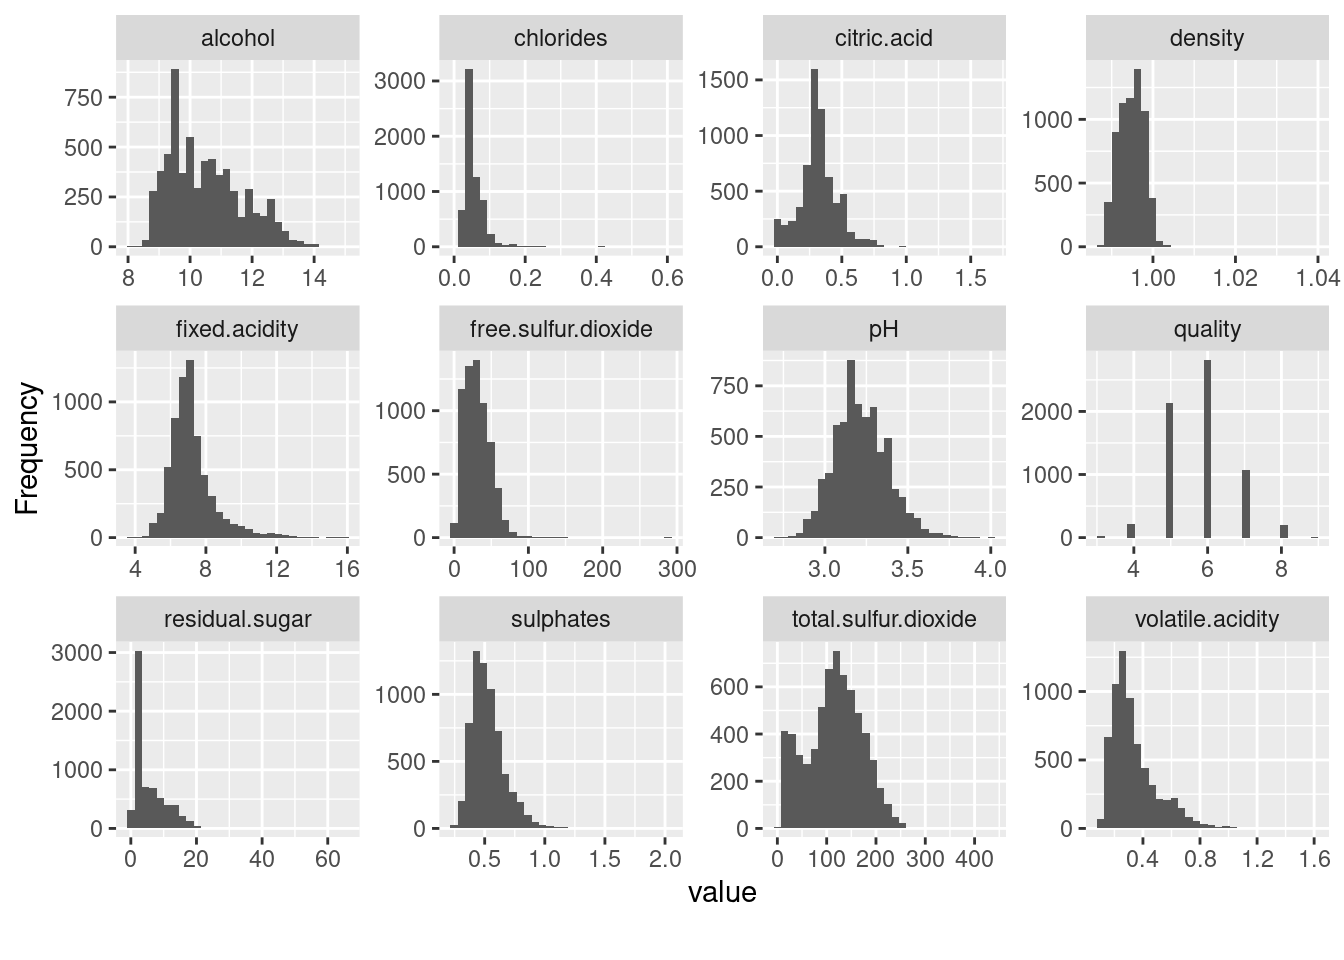 alcohol chlorides citric.acid density
750 3000 1500 1000
500 2000 1000 500
250 1000 500 0
0 0 0
8 10 12 14 0.0 0.2 0.4 0.6 0.0 0.5 1.0 1.5 1.00 1.02 1.04
fixed.acidity free.sulfur.dioxide pH quality
1000 1000 750 2000
500 500 500 1000
0 0 250 0
0
4 8 12 16 0 100 200 300 3.0 3.5 4.0 4 6 8
Frequency
residual.sugar sulphates total.sulfur.dioxide volatile.acidity
3000 1000 600 1000
2000 500 400 500
1000 0 200 0
0 0
0 20 40 60 0.5 1.0 1.5 2.0 0 100 200 300 400 0.4 0.8 1.2 1.6
value